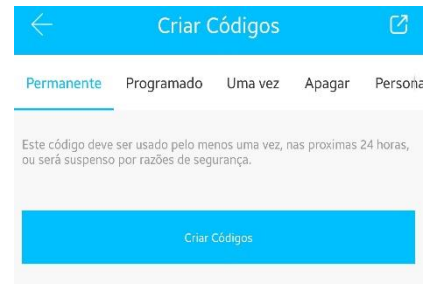 Criar Códigos
Permanente Programado Uma vez Apagar Persona
Este código deve ser usado pelo menos uma vez, nas proximas 24 horas,
ou será suspenso por razões de segurança.
Criar Códigos